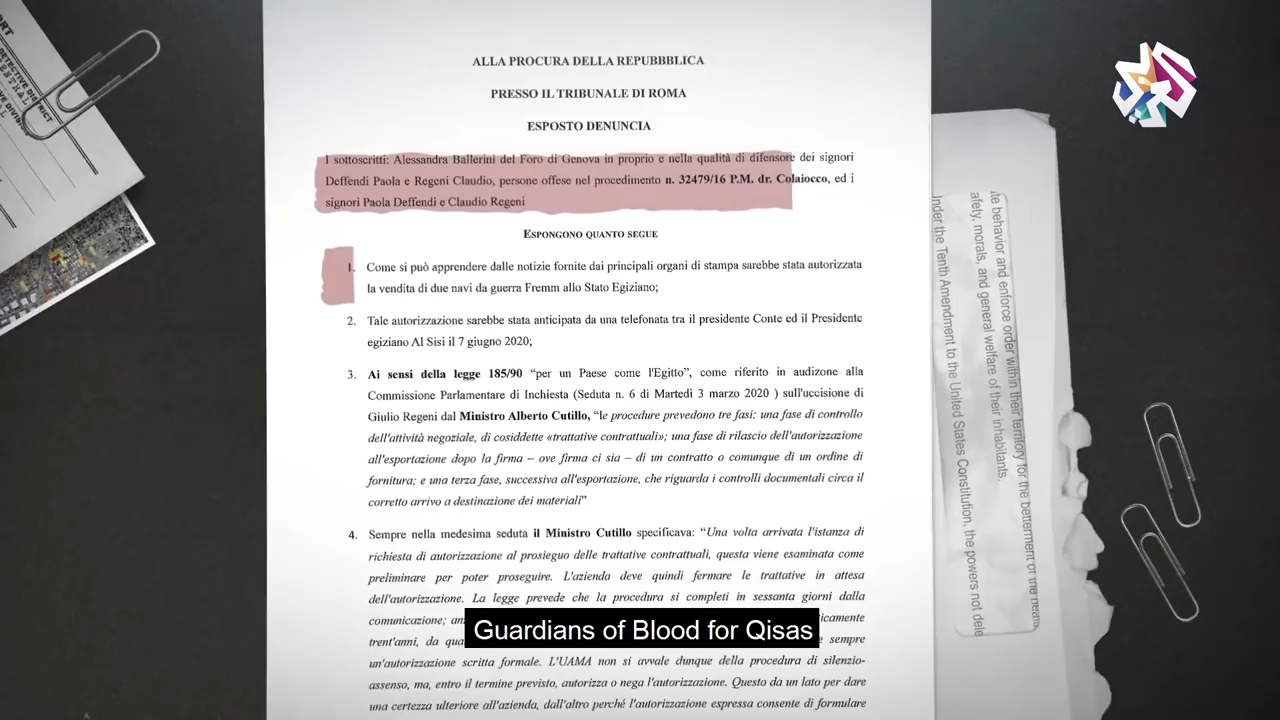 ALLA PROCURA DELLA REPUBBBLICA
PRESSO IL TRIBUNALE DI ROMA
ESPOSTO DENUNCIA
I sottoscritti: Alessandra Ballerini del Foro di Genova in proprio e nella qualità di difensore dei signori
Deffendi Paola e Regeni Claudio, persone offese nel procedimento n. 32479/16 P.M. dr. Colaiocco, ed i
signori Paola Deffendi e Claudio Regeni
ESPONGONO QUANTO SEGUE
1. Come si può apprendere dalle notizie fornite dai principali organi di stampa sarebbe stata autorizzata
la vendita di due navi da guerra Fremm allo Stato Egiziano;
2. Tale autorizzazione sarebbe stata anticipata da una telefonata tra il presidente Conte ed il Presidente
egiziano Al Sisi il 7 giugno 2020;
3. Ai sensi della legge 185/90 “per un Paese come l'Egitto”, come riferito in audizone alla
Commissione Parlamentare di Inchiesta (Seduta n. 6 di Martedì 3 marzo 2020 ) sull'uccisione di
Giulio Regeni dal Ministro Alberto Cutillo, “le procedure prevedono tre fasi: una fase di controllo
dell'attività negoziale, di cosiddette «trattative contrattuali»; una fase di rilascio dell'autorizzazione
all'esportazione dopo la firma – ove firma ci sia – di un contratto o comunque di un ordine di
fornitura; e una terza fase, successiva all'esportazione, che riguarda i controlli documentali circa il
corretto arrivo a destinazione dei materiali”
4. Sempre nella medesima seduta il Ministro Cutillo specificava: “Una volta arrivata l'istanza di
richiesta di autorizzazione al prosieguo delle trattative contrattuali, questa viene esaminata come
preliminare per poter proseguire. L'azienda deve quindi fermare le trattative in attesa
dell'autorizzazione. La legge prevede che la procedura si completi in sessanta giorni dalla
comunicazione;
trent'anni, da sempre
un'autorizzazione scritta formale. L'UAMA non si avvale dunque della procedura di silenzio-
assenso, ma, entro il termine previsto, autorizza o nega l'autorizzazione. Questo da un lato per dare
una certezza ulteriore all'azienda, dall'altro perché l'autorizzazione espressa consente di formulare
Guardians of Blood for Qisas
te behavior and enforce order within their territory for the betterment of the
afety, morals, and general welfare of their inhabitants.
nder the Tenth Amendment to the United States Constitution, the powers not dele